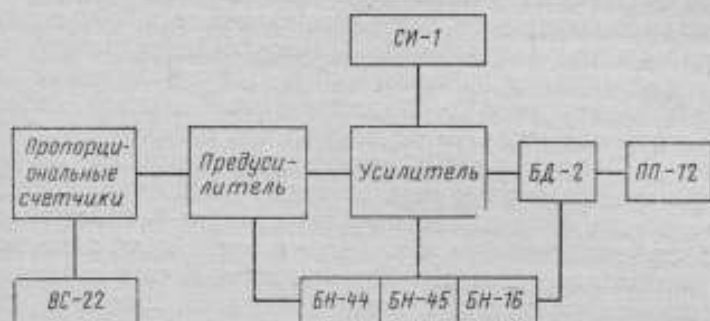 СИ-1
Пропорци-
ональные
счетчики
Предуси-
литель
Усилитель
БД-2
ПП-12
ВС-22
БН-44
БН-45
БН-16